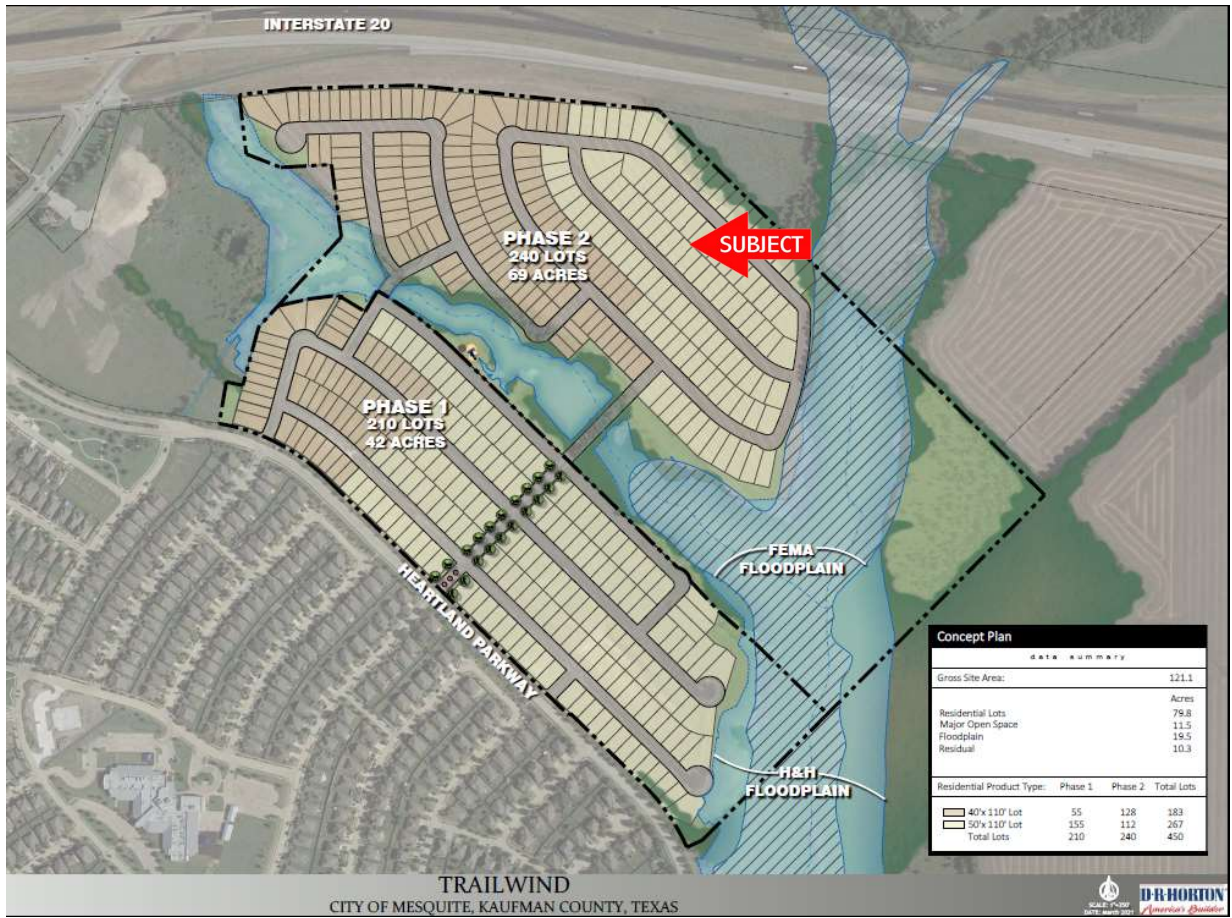 INTERSTATE 20
SUBJECT
PHASE 2
240 LOTS
69 ACRES
PHASE 1
210 LOTS
42 ACRES
HEARTLAND PARKWAY
FEMA
FLOODPLAIN
H&H
FLOODPLAIN
Concept Plan
data summary
Gross Site Area: 121.1
Acres
Residential Lots 79.8
Major Open Space 11.5
Floodplain 19.5
Residual 10.3
Residential Product Type: Phase 1 Phase 2 Total Lots
40'x 110' Lot 55 128 183
50'x 110' Lot 155 112 267
Total Lots 210 240 450
TRAILWIND
CITY OF MESQUITE, KAUFMAN COUNTY, TEXAS
DATE: March 2021
D·R·HORTON
America's Builder